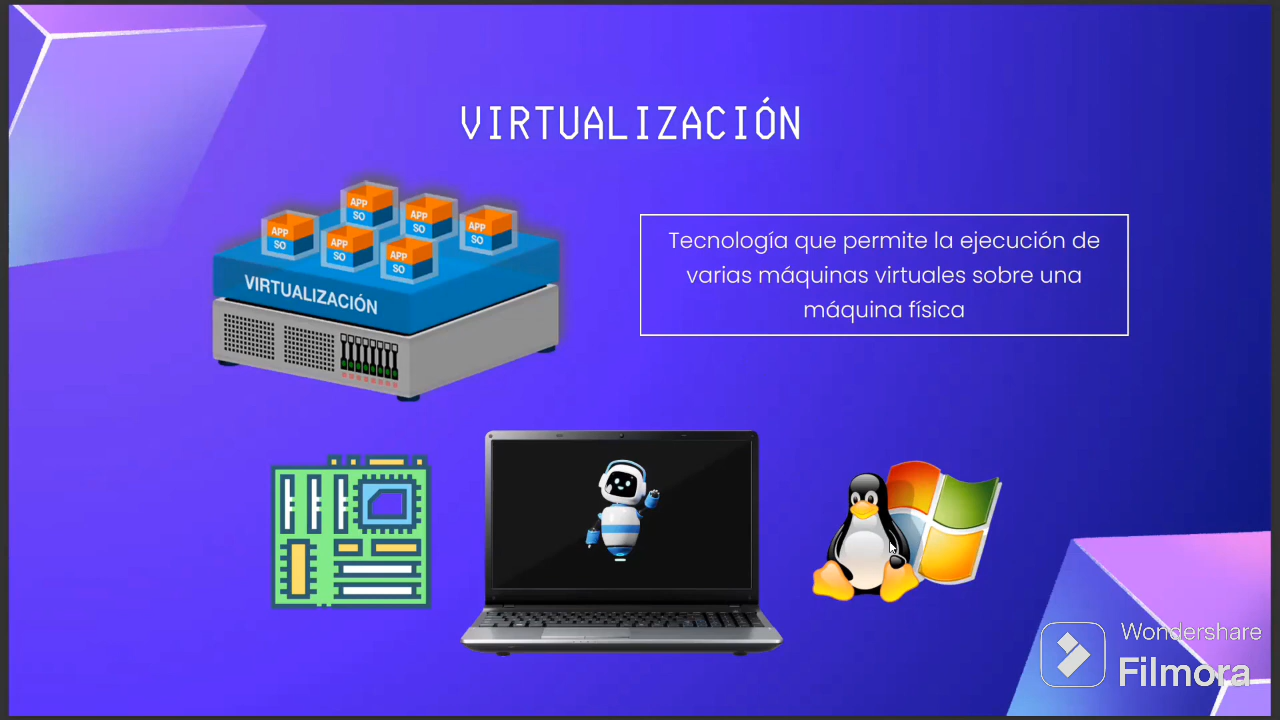 VIRTUALIZACIÓN
APP
SO
APP
SO
APP
SO
APP
SO
APP
SO
APP
SO
VIRTUALIZACIÓN
Tecnología que permite la ejecución de
varias máquinas virtuales sobre una
máquina física
Wondershare
Filmora